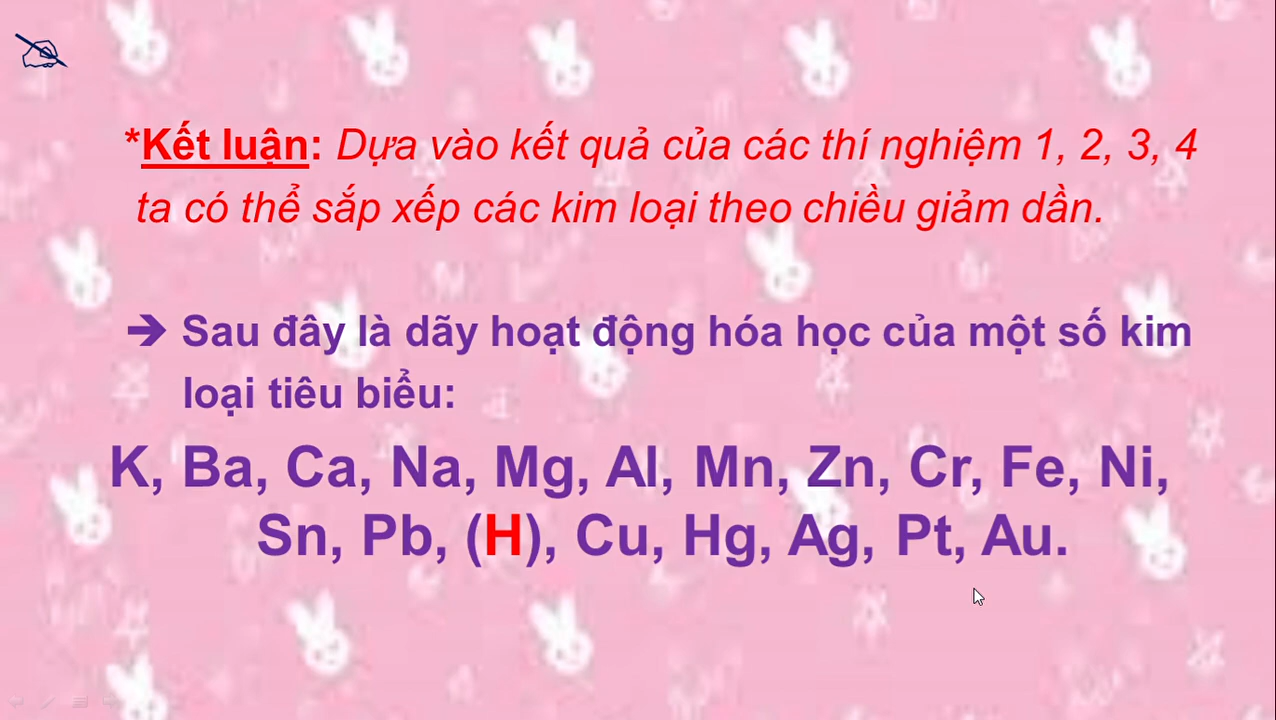 *Kết luận: Dựa vào kết quả của các thí nghiệm 1, 2, 3, 4
ta có thể sắp xếp các kim loại theo chiều giảm dần.
➔ Sau đây là dãy hoạt động hóa học của một số kim
loại tiêu biểu:
K, Ba, Ca, Na, Mg, Al, Mn, Zn, Cr, Fe, Ni,
Sn, Pb, (H), Cu, Hg, Ag, Pt, Au.